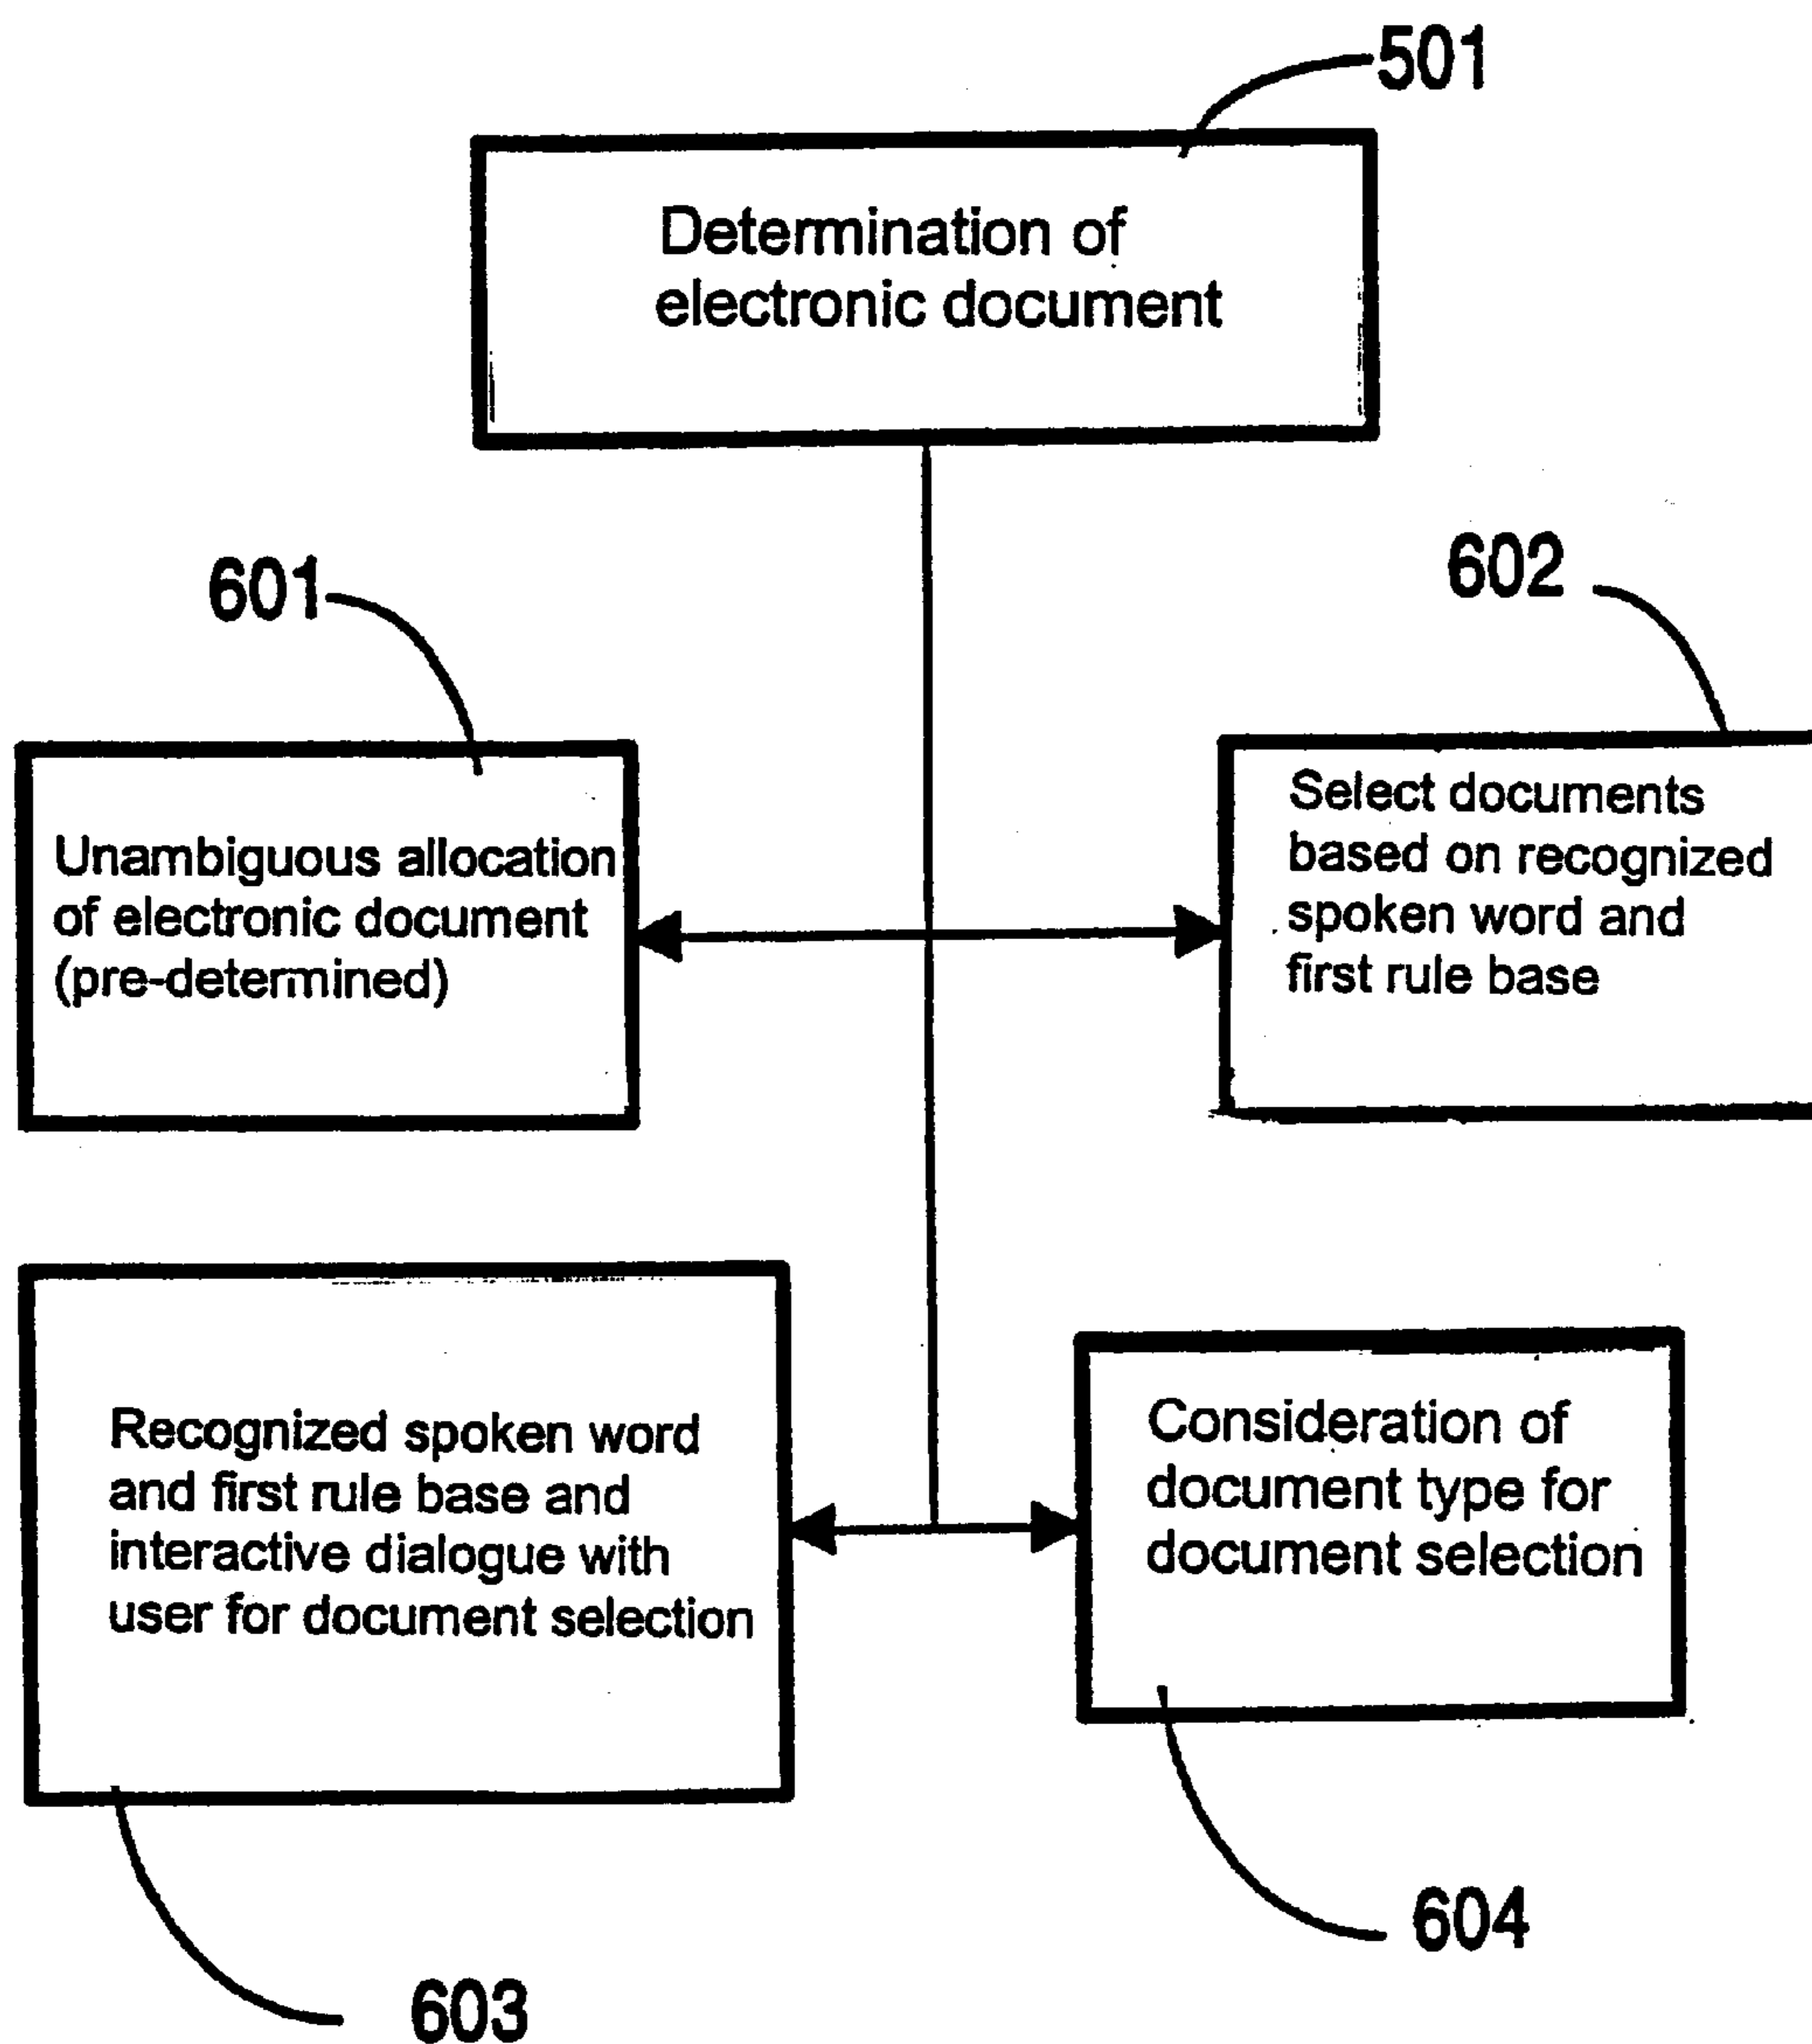 501
Determination of
electronic document
601
602
Unambiguous allocation
of electronic document
(pre-determined)
Select documents
based on recognized
spoken word and
first rule base
Recognized spoken word
and first rule base and
interactive dialogue with
user for document selection
Consideration of
document type for
document selection
604
603